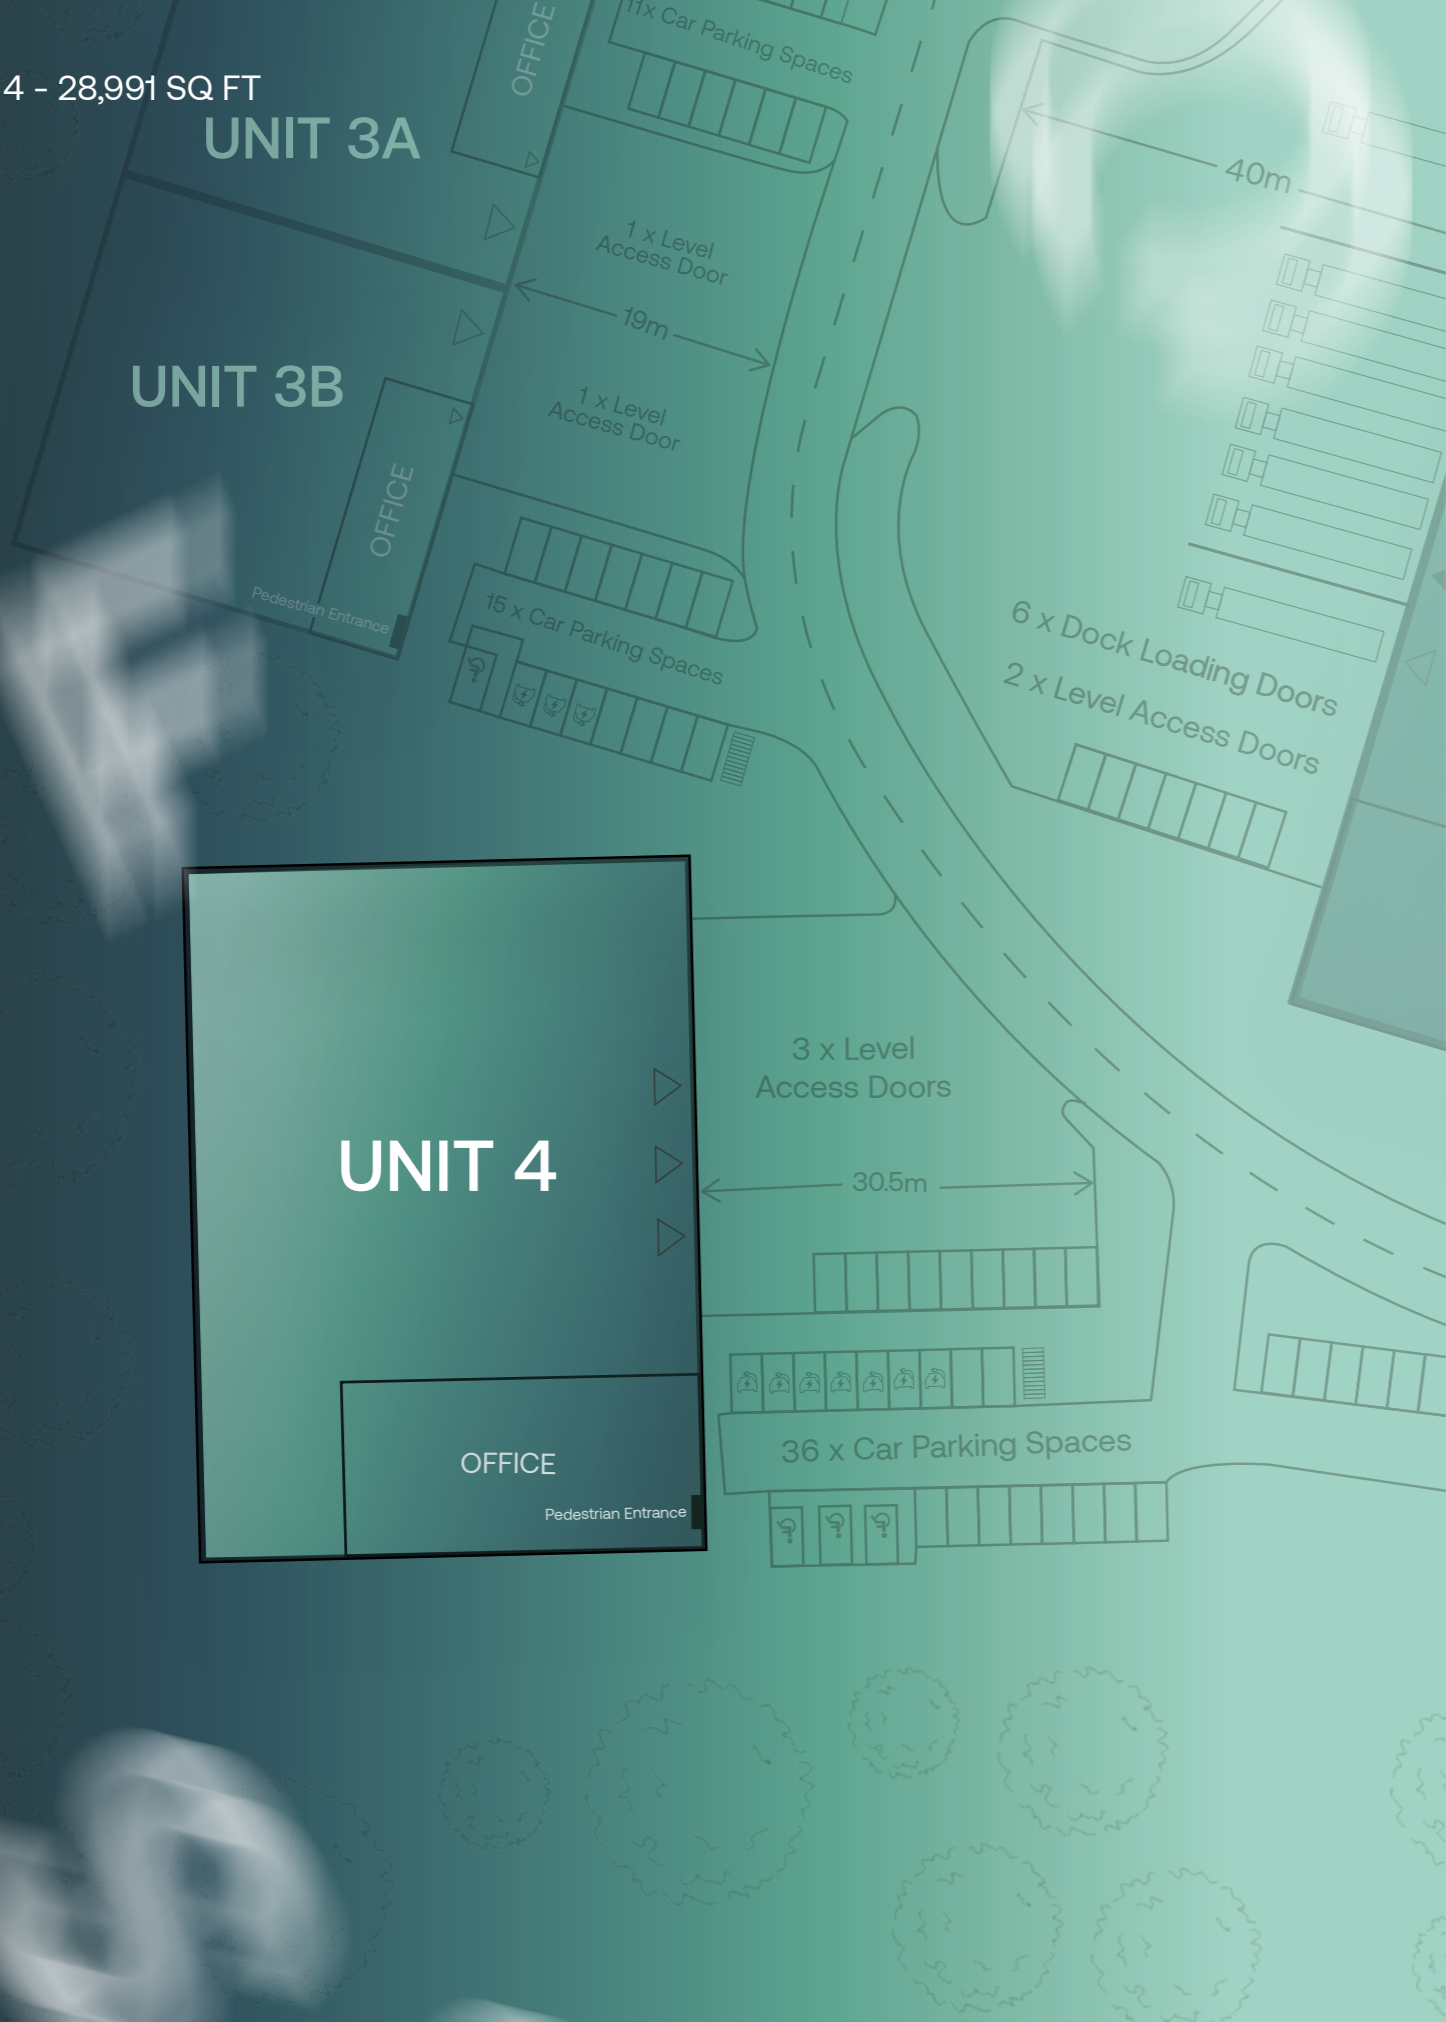 OFFICE
11x Car Parking Spaces
4 - 28,991 SQ FT
UNIT 3A
40m
1 x Level
Access Door
19m
UNIT 3B
1 x Level
Access Door
OFFICE
Pedestrian Entrance
15 x Car Parking Spaces
6 x Dock Loading Doors
2 x Level Access Doors
3 x Level
Access Doors
UNIT 4
30.5m
36 x Car Parking Spaces
OFFICE
Pedestrian Entrance